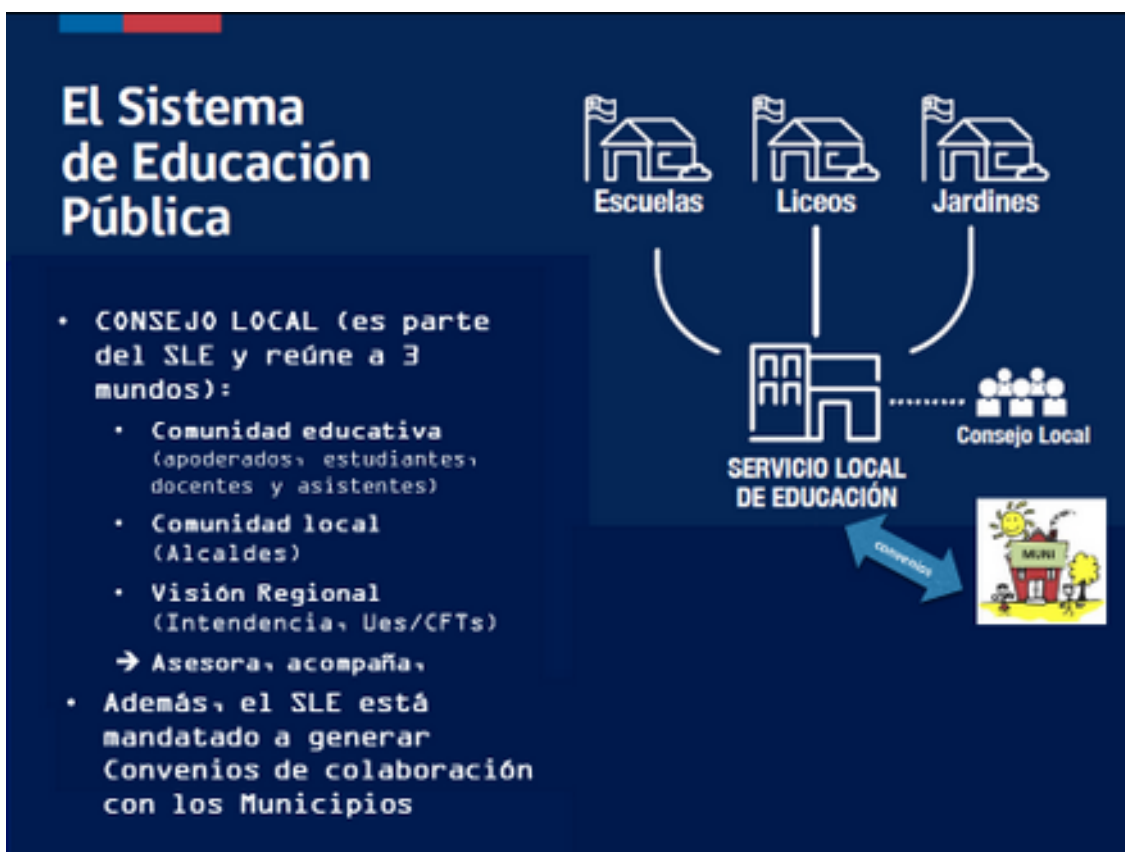 El Sistema
de Educación
Pública
• CONSEJO LOCAL (es parte
del SLE y reúne a 3
mundos):
• Comunidad educativa
(apoderados, estudiantes,
docentes y asistentes)
• Comunidad local
(Alcaldes)
• Visión Regional
(Intendencia, Ues/CFTs)
→ Asesora, acompaña,
• Además, el SLE está
mandatado a generar
Convenios de colaboración
con los Municipios
Escuelas
Liceos
Jardines
SERVICIO LOCAL
DE EDUCACIÓN
Consejo Local
convenios
MUNI